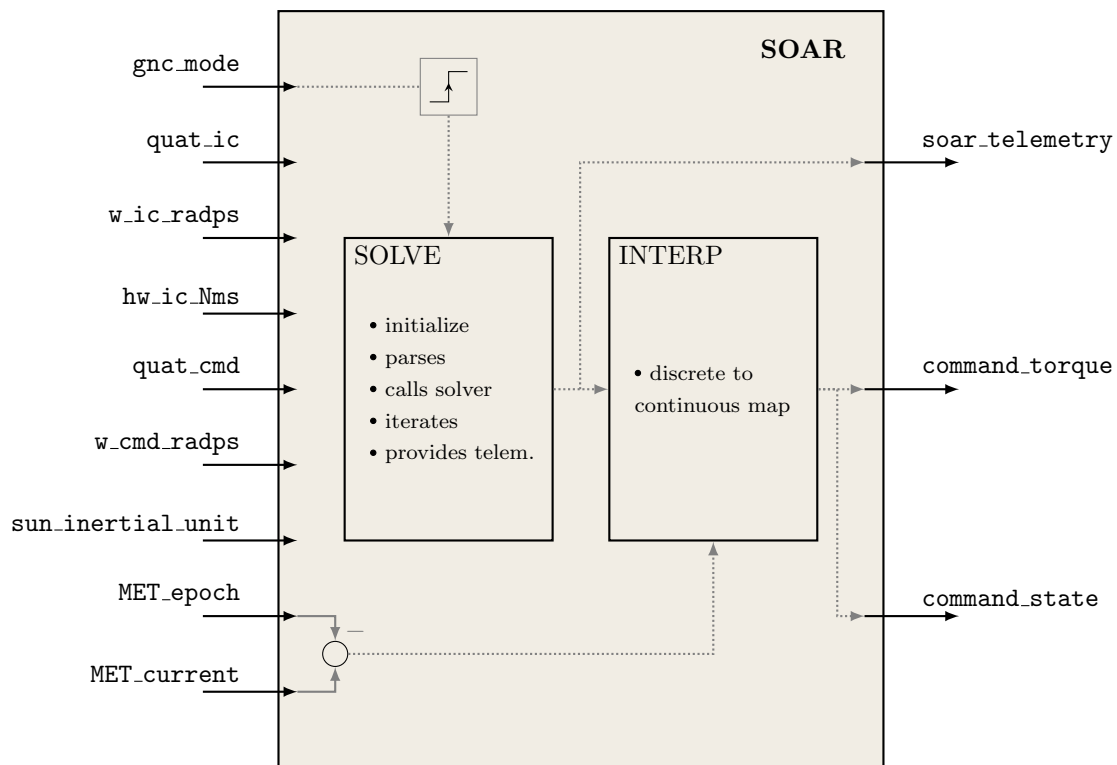 SOAR
gnc_mode
quat_ic
soar_telemetry
w_ic_radps
SOLVE
INTERP
hw_ic_Nms
• initialize
• parses
• calls solver
• iterates
• provides telem.
• discrete to
continuous map
quat_cmd
command_torque
w_cmd_radps
sun_inertial_unit
MET_epoch
command_state
−
MET_current